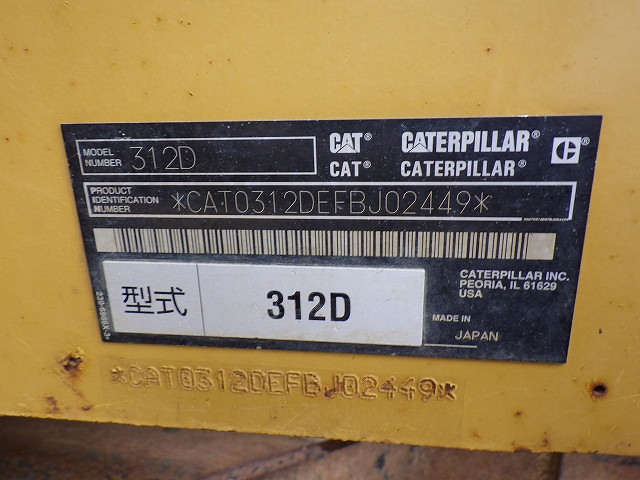 MODEL NUMBER 312D
CAT® CATERPILLAR®
CAT® CATERPILLAR®
PRODUCT IDENTIFICATION NUMBER *CAT0312DEFBJ02449*
CATERPILLAR INC.
PEORIA, IL 61629
USA
型式 312D
MADE IN
JAPAN
*CAT0312DEFBJ02449*